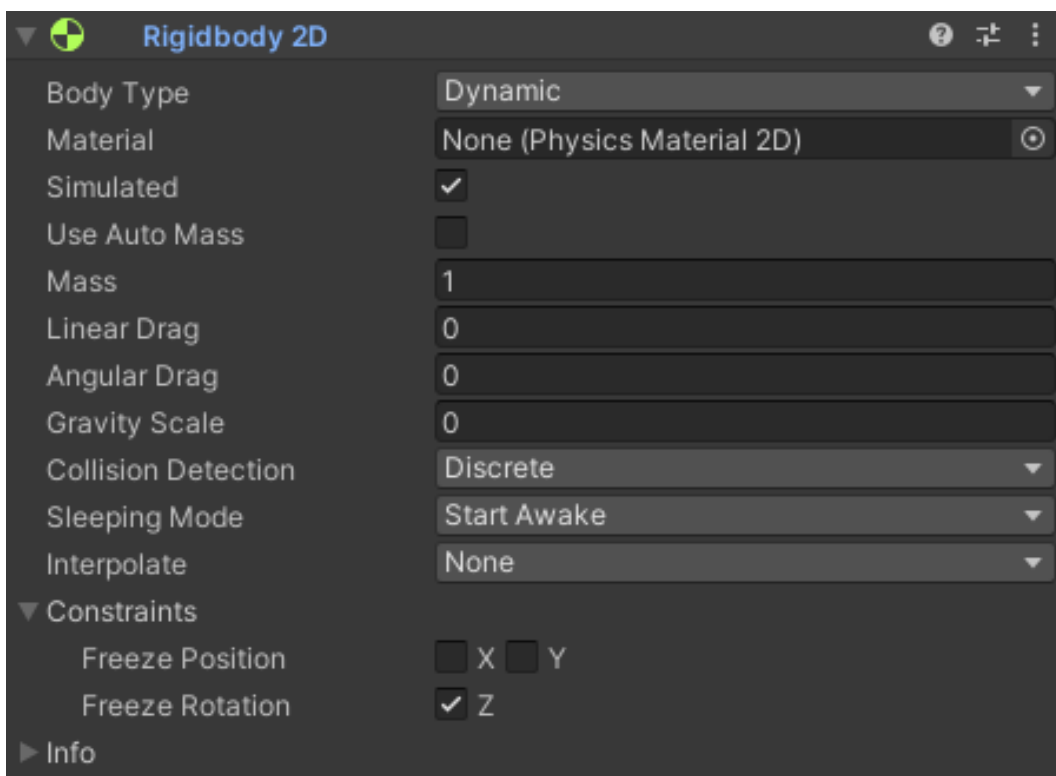 Rigidbody 2D
Body Type Dynamic
Material None (Physics Material 2D)
Simulated
Use Auto Mass
Mass 1
Linear Drag 0
Angular Drag 0
Gravity Scale 0
Collision Detection Discrete
Sleeping Mode Start Awake
Interpolate None
Constraints
Freeze Position X Y
Freeze Rotation Z
Info